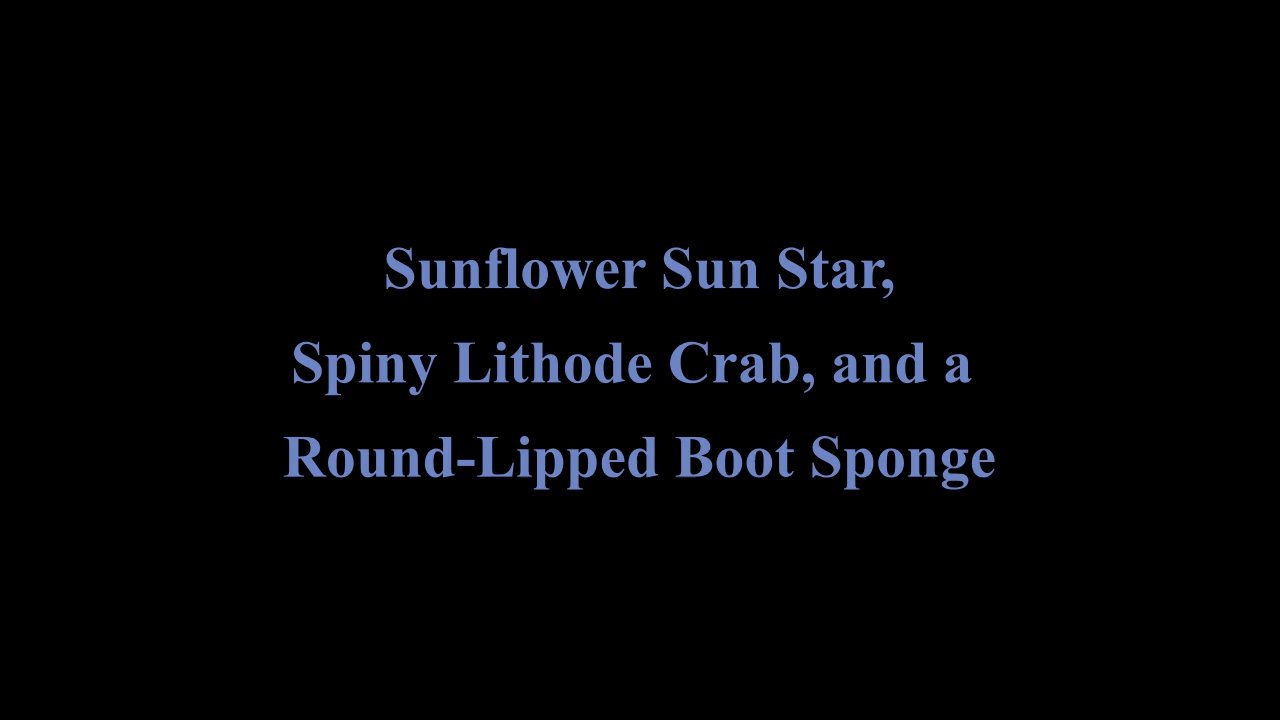 Sunflower Sun Star,
Spiny Lithode Crab, and a
Round-Lipped Boot Sponge